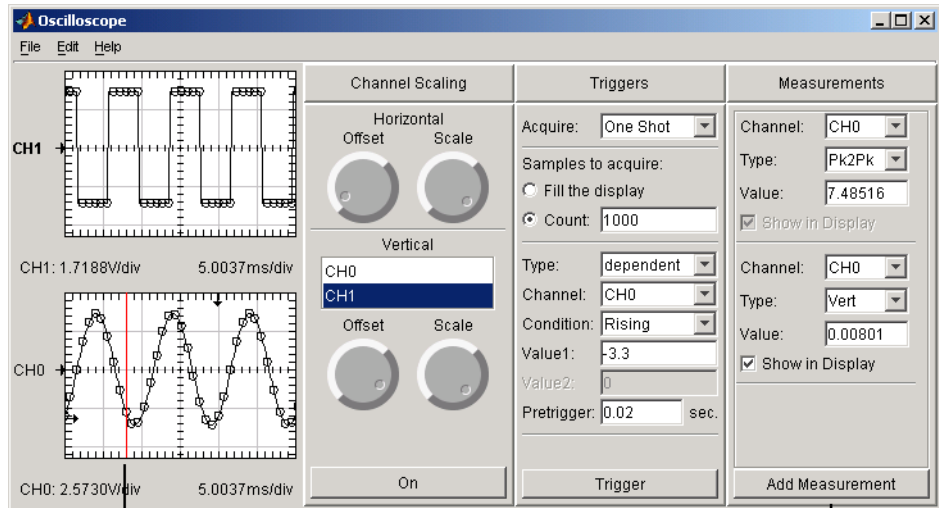 Oscilloscope
File Edit Help
CH1
CH1: 1.7188V/div 5.0037ms/div
CH0
CH0: 2.5730V/div 5.0037ms/div
Channel Scaling
Horizontal
Offset Scale
Vertical
CH0
CH1
Offset Scale
On
Triggers
Acquire: One Shot
Samples to acquire:
Fill the display
Count: 1000
Type: dependent
Channel: CH0
Condition: Rising
Value1: -3.3
Value2: 0
Pretrigger: 0.02 sec.
Trigger
Measurements
Channel: CH0
Type: Pk2Pk
Value: 7.48516
Show in Display
Channel: CH0
Type: Vert
Value: 0.00801
Show in Display
Add Measurement